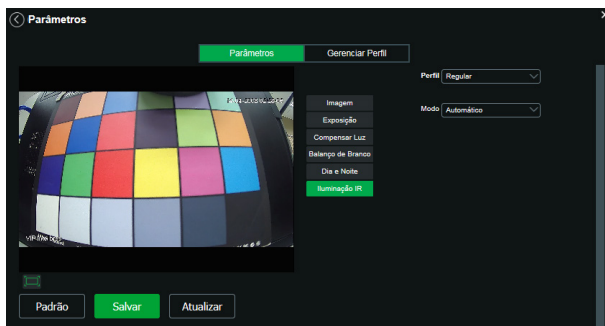 Parâmetros
Parâmetros Gerenciar Perfil
Perfil Regular
Modo Automático
Imagem
Exposição
Compensar Luz
Balanço de Branco
Dia e Noite
Iluminação IR
Padrão Salvar Atualizar